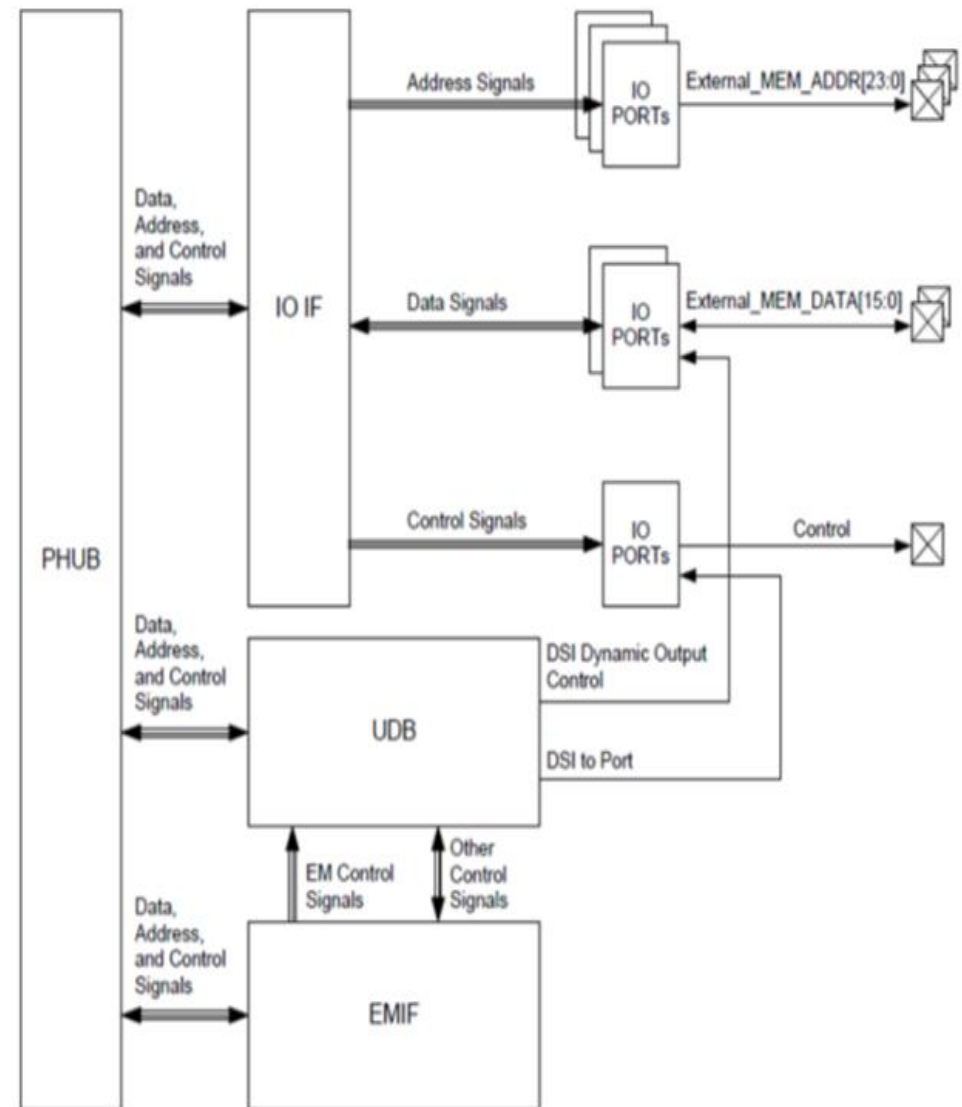 Address Signals
IO
PORTs
External_MEM_ADDR[23:0]
Data,
Address,
and Control
Signals
IO IF
Data Signals
IO
PORTs
External_MEM_DATA[15:0]
Control Signals
IO
PORTs
Control
PHUB
Data,
Address,
and Control
Signals
DSI Dynamic Output
Control
UDB
DSI to Port
EM Control
Signals
Other
Control
Signals
Data,
Address,
and Control
Signals
EMIF